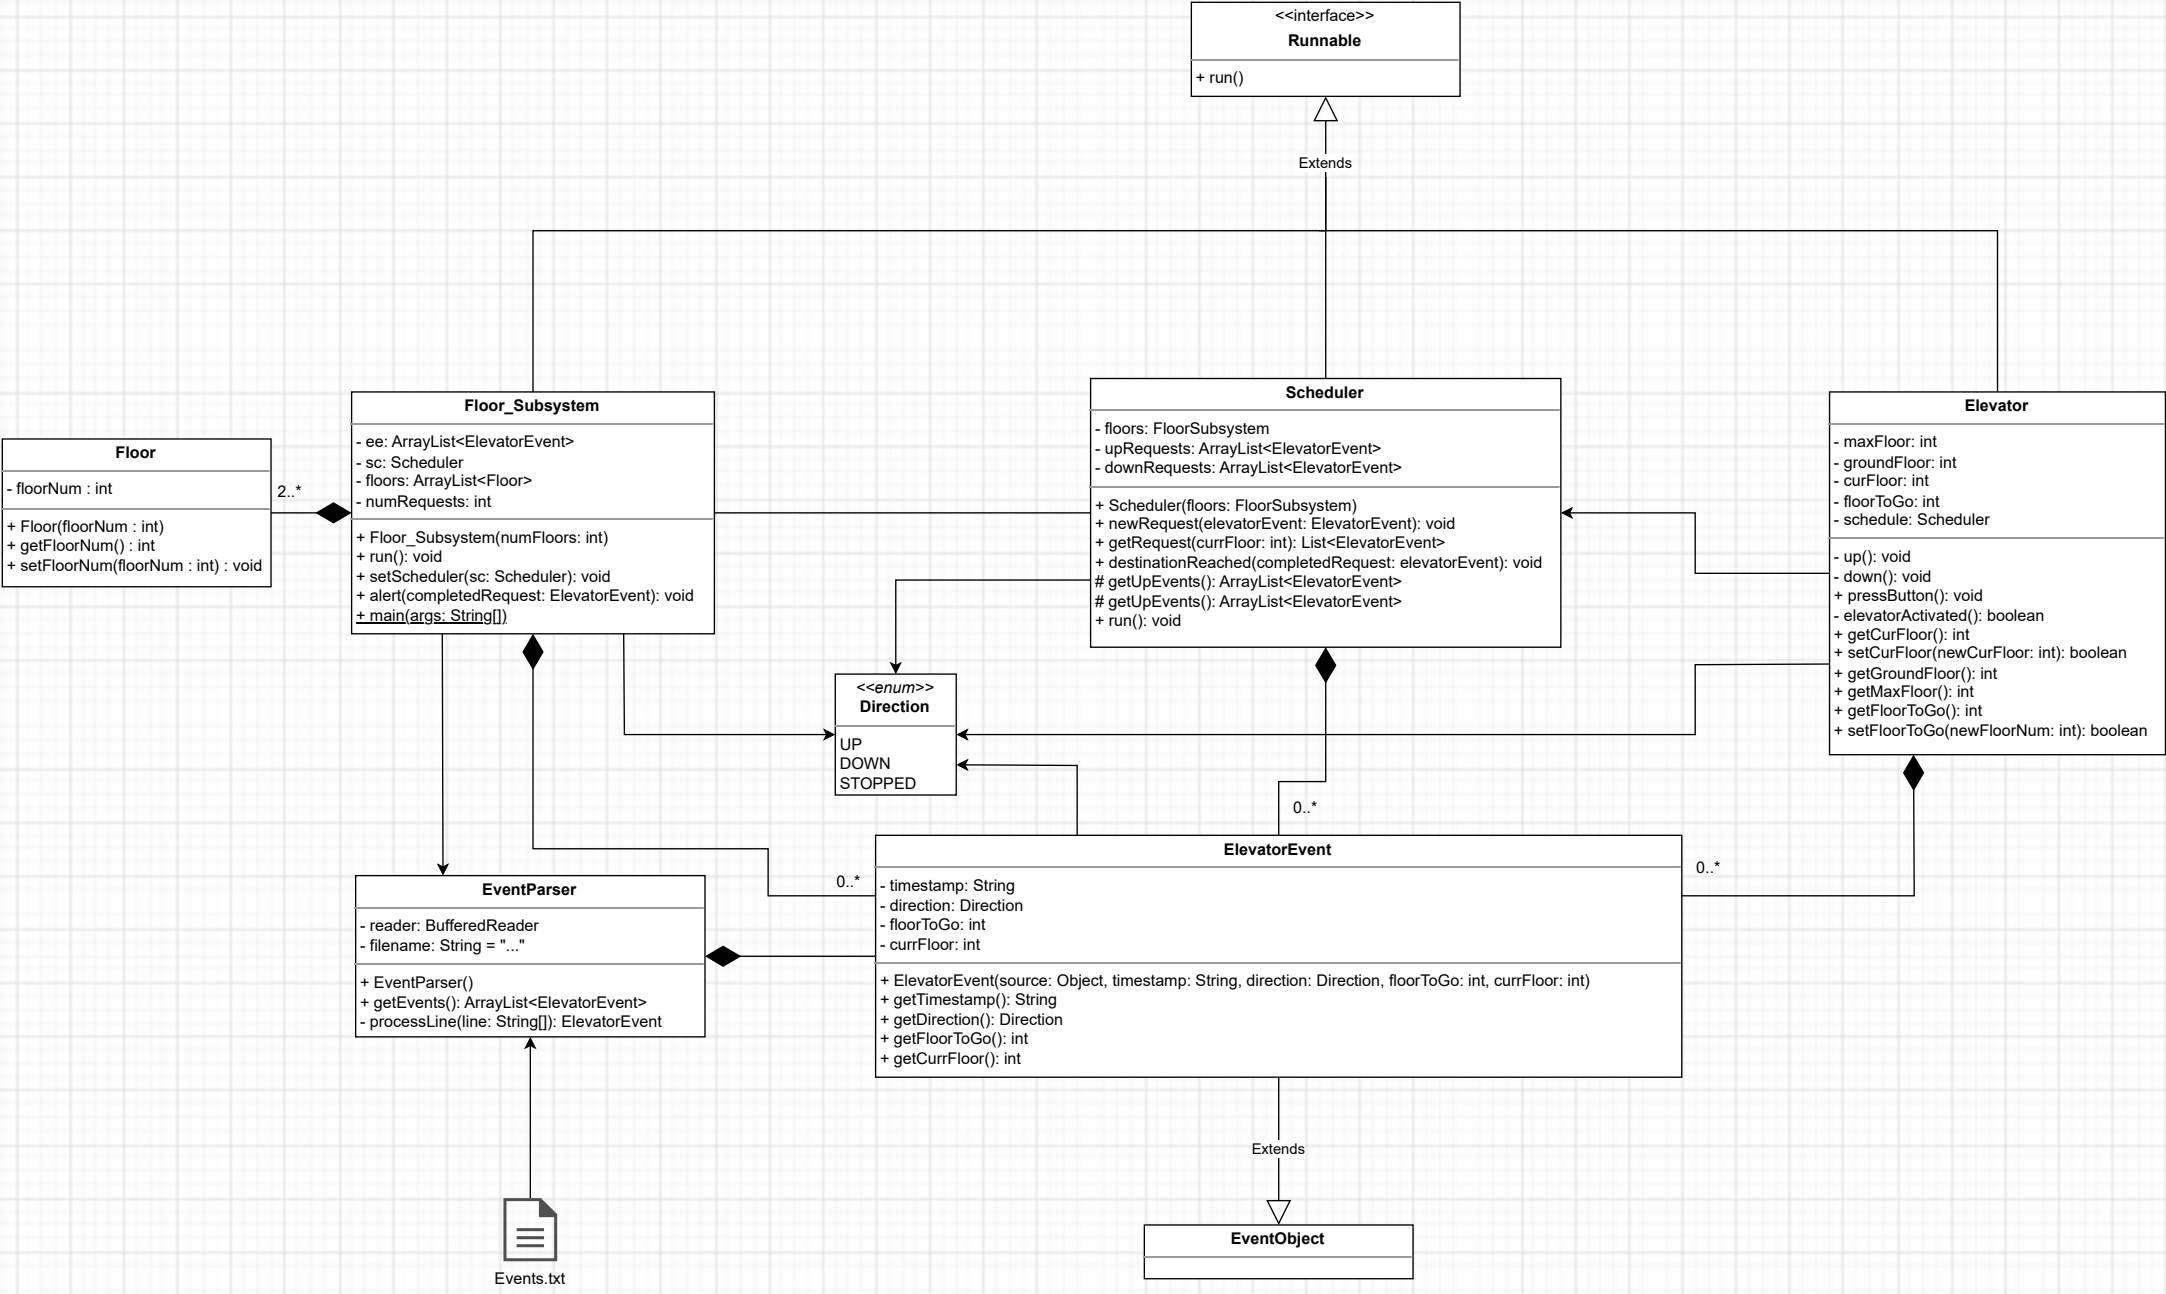 <<interface>>
Runnable
+ run()
Extends
Floor
- floorNum : int
+ Floor(floorNum : int)
+ getFloorNum() : int
+ setFloorNum(floorNum : int) : void
2..*
Floor_Subsystem
- ee: ArrayList<ElevatorEvent>
- sc: Scheduler
- floors: ArrayList<Floor>
- numRequests: int
+ Floor_Subsystem(numFloors: int)
+ run(): void
+ setScheduler(sc: Scheduler): void
+ alert(completedRequest: ElevatorEvent): void
+ main(args: String[])
Scheduler
- floors: FloorSubsystem
- upRequests: ArrayList<ElevatorEvent>
- downRequests: ArrayList<ElevatorEvent>
+ Scheduler(floors: FloorSubsystem)
+ newRequest(elevatorEvent: ElevatorEvent): void
+ getRequest(currFloor: int): List<ElevatorEvent>
+ destinationReached(completedRequest: elevatorEvent): void
# getUpEvents(): ArrayList<ElevatorEvent>
# getUpEvents(): ArrayList<ElevatorEvent>
+ run(): void
Elevator
- maxFloor: int
- groundFloor: int
- curFloor: int
- floorToGo: int
- schedule: Scheduler
- up(): void
- down(): void
+ pressButton(): void
- elevatorActivated(): boolean
+ getCurFloor(): int
+ setCurFloor(newCurFloor: int): boolean
+ getGroundFloor(): int
+ getMaxFloor(): int
+ getFloorToGo(): int
+ setFloorToGo(newFloorNum: int): boolean
<<enum>>
Direction
UP
DOWN
STOPPED
0..*
0..*
0..*
EventParser
- reader: BufferedReader
- filename: String = "..."
+ EventParser()
+ getEvents(): ArrayList<ElevatorEvent>
- processLine(line: String[]): ElevatorEvent
ElevatorEvent
- timestamp: String
- direction: Direction
- floorToGo: int
- currFloor: int
+ ElevatorEvent(source: Object, timestamp: String, direction: Direction, floorToGo: int, currFloor: int)
+ getTimestamp(): String
+ getDirection(): Direction
+ getFloorToGo(): int
+ getCurrFloor(): int
Extends
EventObject
Events.txt